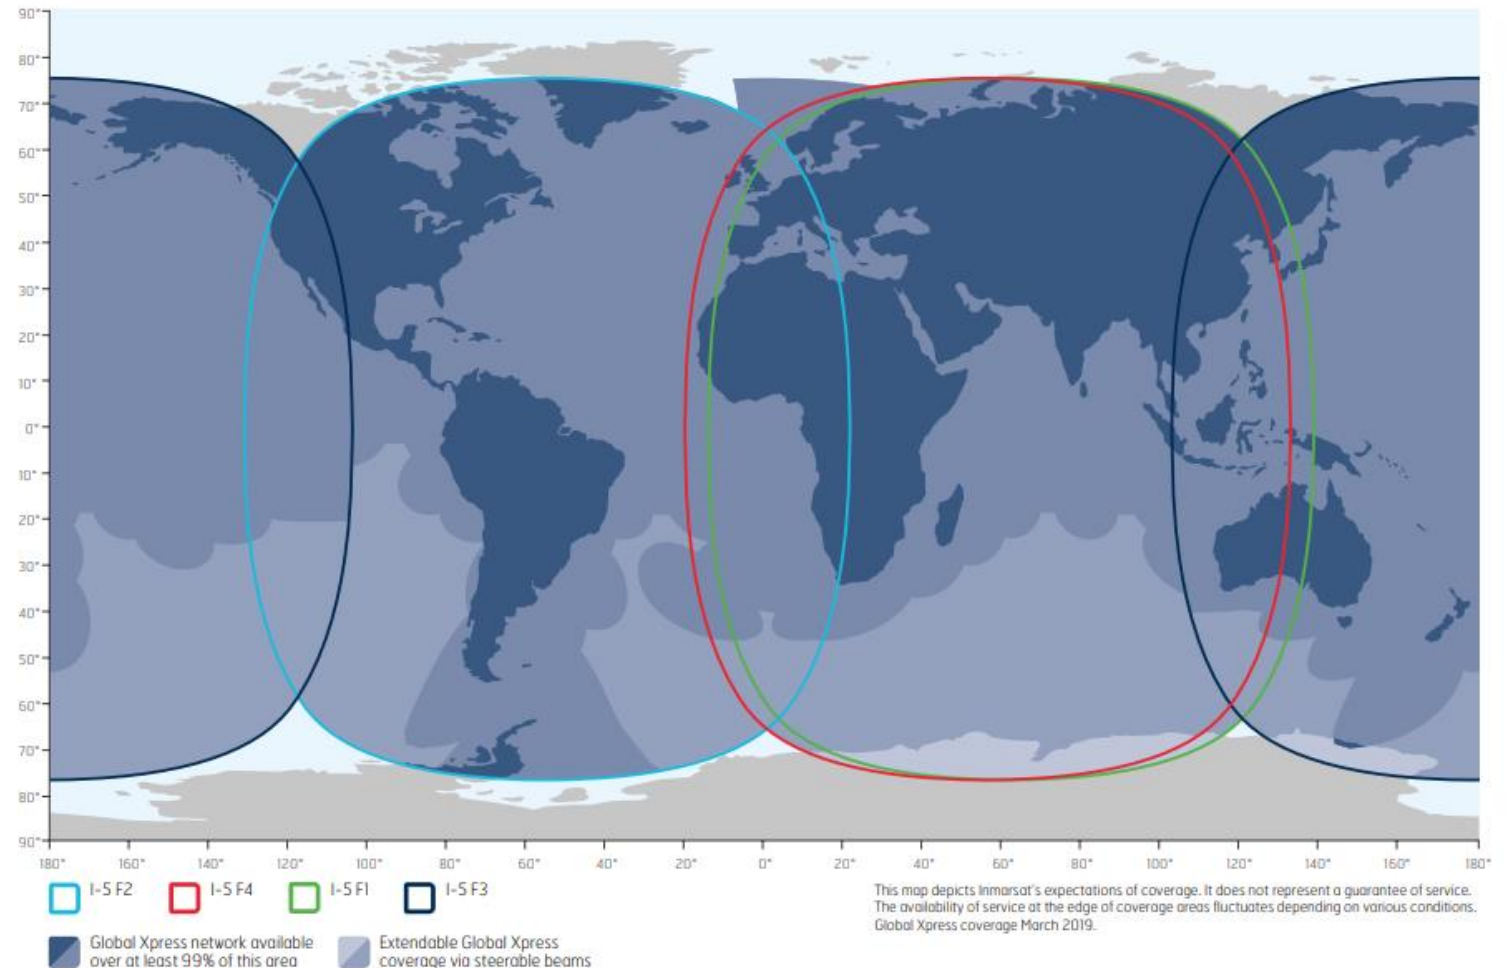 90°
80°
70°
60°
50°
40°
30°
20°
10°
0°
10°
20°
30°
40°
50°
60°
70°
80°
90°
180° 160° 140° 120° 100° 80° 60° 40° 20° 0° 20° 40° 60° 80° 100° 120° 140° 160° 180°
I-5 F2 I-5 F4 I-5 F1 I-5 F3
This map depicts Inmarsat's expectations of coverage. It does not represent a guarantee of service.
The availability of service at the edge of coverage areas fluctuates depending on various conditions.
Global Xpress coverage March 2019.
Global Xpress network available
over at least 99% of this area
Extendable Global Xpress
coverage via steerable beams